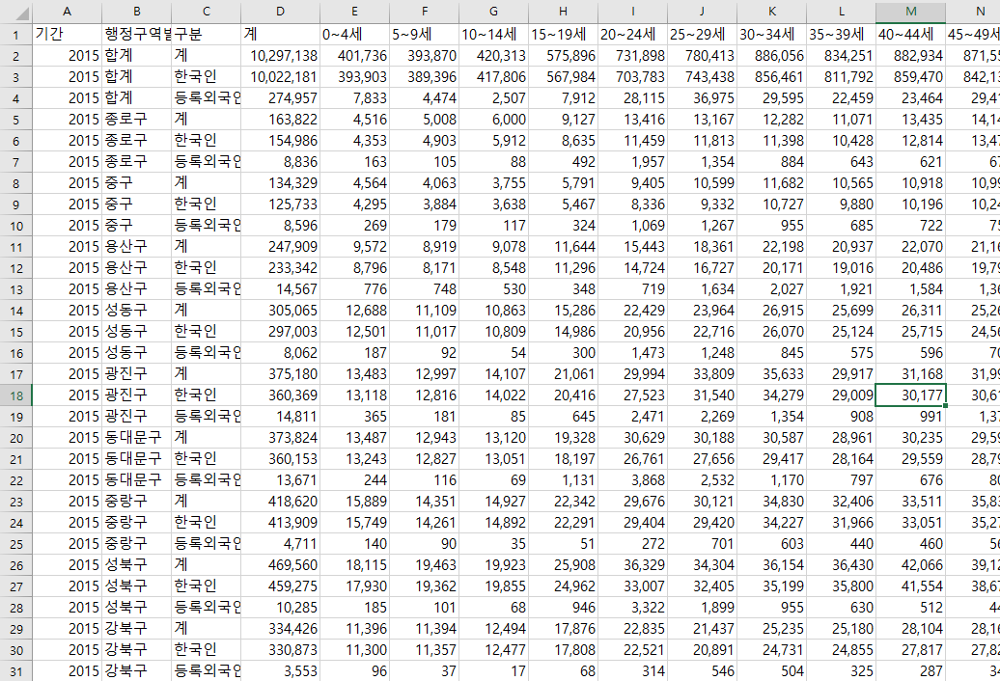 A B C D E F G H I J K L M N
1 기간 행정구역별 구분 계 0~4세 5~9세 10~14세 15~19세 20~24세 25~29세 30~34세 35~39세 40~44세 45~49세
2 2015 합계 계 10,297,138 401,736 393,870 420,313 575,896 731,898 780,413 886,056 834,251 882,934 871,55
3 2015 합계 한국인 10,022,181 393,903 389,396 417,806 567,984 703,783 743,438 856,461 811,792 859,470 842,13
4 2015 합계 등록외국인 274,957 7,833 4,474 2,507 7,912 28,115 36,975 29,595 22,459 23,464 29,4
5 2015 종로구 계 163,822 4,516 5,008 6,000 9,127 13,416 13,167 12,282 11,071 13,435 14,14
6 2015 종로구 한국인 154,986 4,353 4,903 5,912 8,635 11,459 11,813 11,398 10,428 12,814 13,4
7 2015 종로구 등록외국인 8,836 163 105 88 492 1,957 1,354 884 643 621 6
8 2015 중구 계 134,329 4,564 4,063 3,755 5,791 9,405 10,599 11,682 10,565 10,918 10,99
9 2015 중구 한국인 125,733 4,295 3,884 3,638 5,467 8,336 9,332 10,727 9,880 10,196 10,24
10 2015 중구 등록외국인 8,596 269 179 117 324 1,069 1,267 955 685 722 75
11 2015 용산구 계 247,909 9,572 8,919 9,078 11,644 15,443 18,361 22,198 20,937 22,070 21,16
12 2015 용산구 한국인 233,342 8,796 8,171 8,548 11,296 14,724 16,727 20,171 19,016 20,486 19,79
13 2015 용산구 등록외국인 14,567 776 748 530 348 719 1,634 2,027 1,921 1,584 1,36
14 2015 성동구 계 305,065 12,688 11,109 10,863 15,286 22,429 23,964 26,915 25,699 26,311 25,26
15 2015 성동구 한국인 297,003 12,501 11,017 10,809 14,986 20,956 22,716 26,070 25,124 25,715 24,56
16 2015 성동구 등록외국인 8,062 187 92 54 300 1,473 1,248 845 575 596 70
17 2015 광진구 계 375,180 13,483 12,997 14,107 21,061 29,994 33,809 35,633 29,917 31,168 31,99
18 2015 광진구 한국인 360,369 13,118 12,816 14,022 20,416 27,523 31,540 34,279 29,009 30,177 30,6
19 2015 광진구 등록외국인 14,811 365 181 85 645 2,471 2,269 1,354 908 991 1,3
20 2015 동대문구 계 373,824 13,487 12,943 13,120 19,328 30,629 30,188 30,587 28,961 30,235 29,59
21 2015 동대문구 한국인 360,153 13,243 12,827 13,051 18,197 26,761 27,656 29,417 28,164 29,559 28,79
22 2015 동대문구 등록외국인 13,671 244 116 69 1,131 3,868 2,532 1,170 797 676 80
23 2015 중랑구 계 418,620 15,889 14,351 14,927 22,342 29,676 30,121 34,830 32,406 33,511 35,83
24 2015 중랑구 한국인 413,909 15,749 14,261 14,892 22,291 29,404 29,420 34,227 31,966 33,051 35,2
25 2015 중랑구 등록외국인 4,711 140 90 35 51 272 701 603 440 460 56
26 2015 성북구 계 469,560 18,115 19,463 19,923 25,908 36,329 34,304 36,154 36,430 42,066 39,12
27 2015 성북구 한국인 459,275 17,930 19,362 19,855 24,962 33,007 32,405 35,199 35,800 41,554 38,6
28 2015 성북구 등록외국인 10,285 185 101 68 946 3,322 1,899 955 630 512 44
29 2015 강북구 계 334,426 11,396 11,394 12,494 17,876 22,835 21,437 25,235 25,180 28,104 28,16
30 2015 강북구 한국인 330,873 11,300 11,357 12,477 17,808 22,521 20,891 24,731 24,855 27,817 27,8
31 2015 강북구 등록외국인 3,553 96 37 17 68 314 546 504 325 287 34